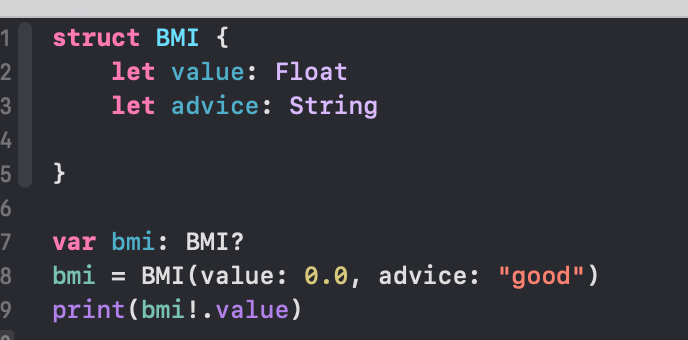 1 struct BMI {
2     let value: Float
3     let advice: String
4
5 }
6
7 var bmi: BMI?
8 bmi = BMI(value: 0.0, advice: "good")
9 print(bmi!.value)